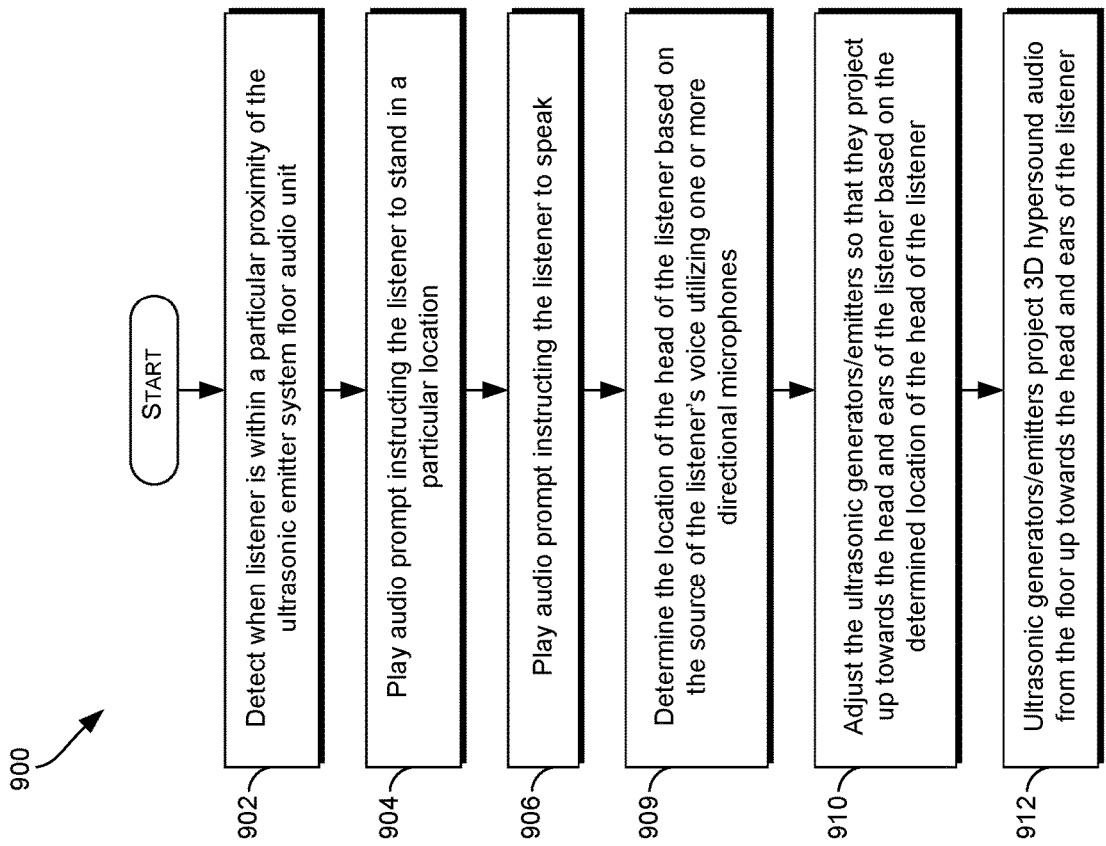 900
START
902
Detect when listener is within a particular proximity of the
ultrasonic emitter system floor audio unit
904
Play audio prompt instructing the listener to stand in a
particular location
906
Play audio prompt instructing the listener to speak
909
Determine the location of the head of the listener based on
the source of the listener's voice utilizing one or more
directional microphones
910
Adjust the ultrasonic generators/emitters so that they project
up towards the head and ears of the listener based on the
determined location of the head of the listener
912
Ultrasonic generators/emitters project 3D hypersound audio
from the floor up towards the head and ears of the listener